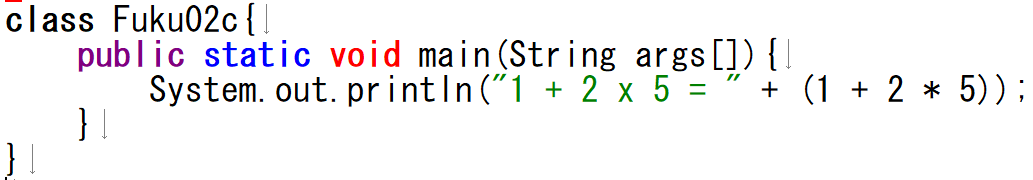 class Fuku02c{
    public static void main(String args[]){
        System.out.println("1 + 2 x 5 = " + (1 + 2 * 5));
    }
}